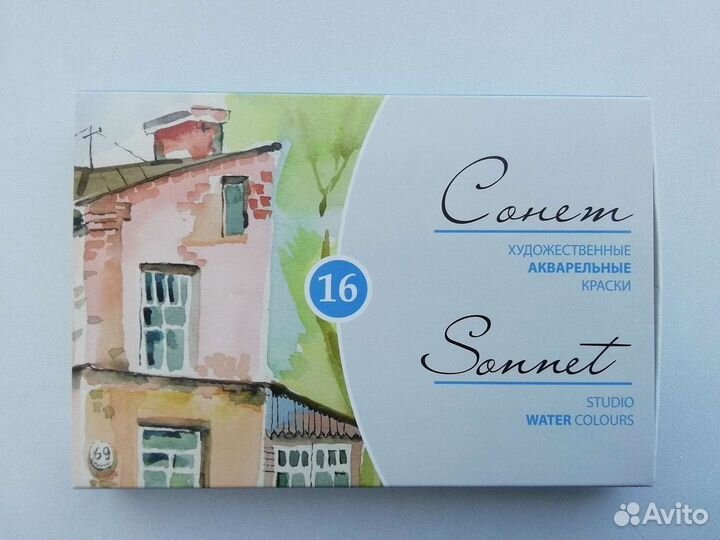 Сонет
ХУДОЖЕСТВЕННЫЕ
АКВАРЕЛЬНЫЕ
КРАСКИ
16
Sonnet
STUDIO
WATER COLOURS
69
Avito